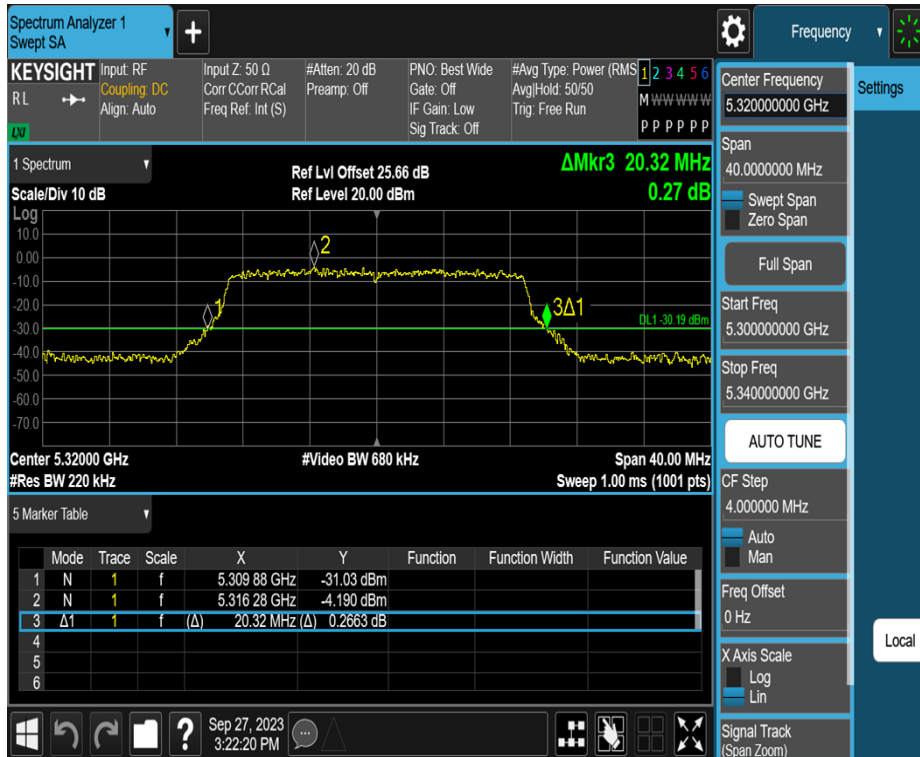 Spectrum Analyzer 1
Swept SA
+
Frequency
KEYSIGHT
RL
LXI
Input: RF
Coupling: DC
Align: Auto
Input Z: 50 Ω
Corr CCorr RCal
Freq Ref: Int (S)
#Atten: 20 dB
Preamp: Off
PNO: Best Wide
Gate: Off
IF Gain: Low
Sig Track: Off
#Avg Type: Power (RMS
Avg|Hold: 50/50
Trig: Free Run
1 2 3 4 5 6
M W W W W W
P P P P P P
1 Spectrum
Scale/Div 10 dB
Ref Lvl Offset 25.66 dB
Ref Level 20.00 dBm
ΔMkr3 20.32 MHz
0.27 dB
Log
10.0
0.00
-10.0
-20.0
-30.0
-40.0
-50.0
-60.0
-70.0
1
2
3Δ1
DL1 -30.19 dBm
Center 5.32000 GHz
#Video BW 680 kHz
Span 40.00 MHz
#Res BW 220 kHz
Sweep 1.00 ms (1001 pts)
5 Marker Table
Mode Trace Scale X Y Function Function Width Function Value
1 N 1 f 5.309 88 GHz -31.03 dBm
2 N 1 f 5.316 28 GHz -4.190 dBm
3 Δ1 1 f (Δ) 20.32 MHz (Δ) 0.2663 dB
4
5
6
?
Sep 27, 2023
3:22:20 PM
Center Frequency
5.320000000 GHz
Span
40.0000000 MHz
Swept Span
Zero Span
Full Span
Start Freq
5.300000000 GHz
Stop Freq
5.340000000 GHz
AUTO TUNE
CF Step
4.000000 MHz
Auto
Man
Freq Offset
0 Hz
X Axis Scale
Log
Lin
Signal Track
(Span Zoom)
Settings
Local